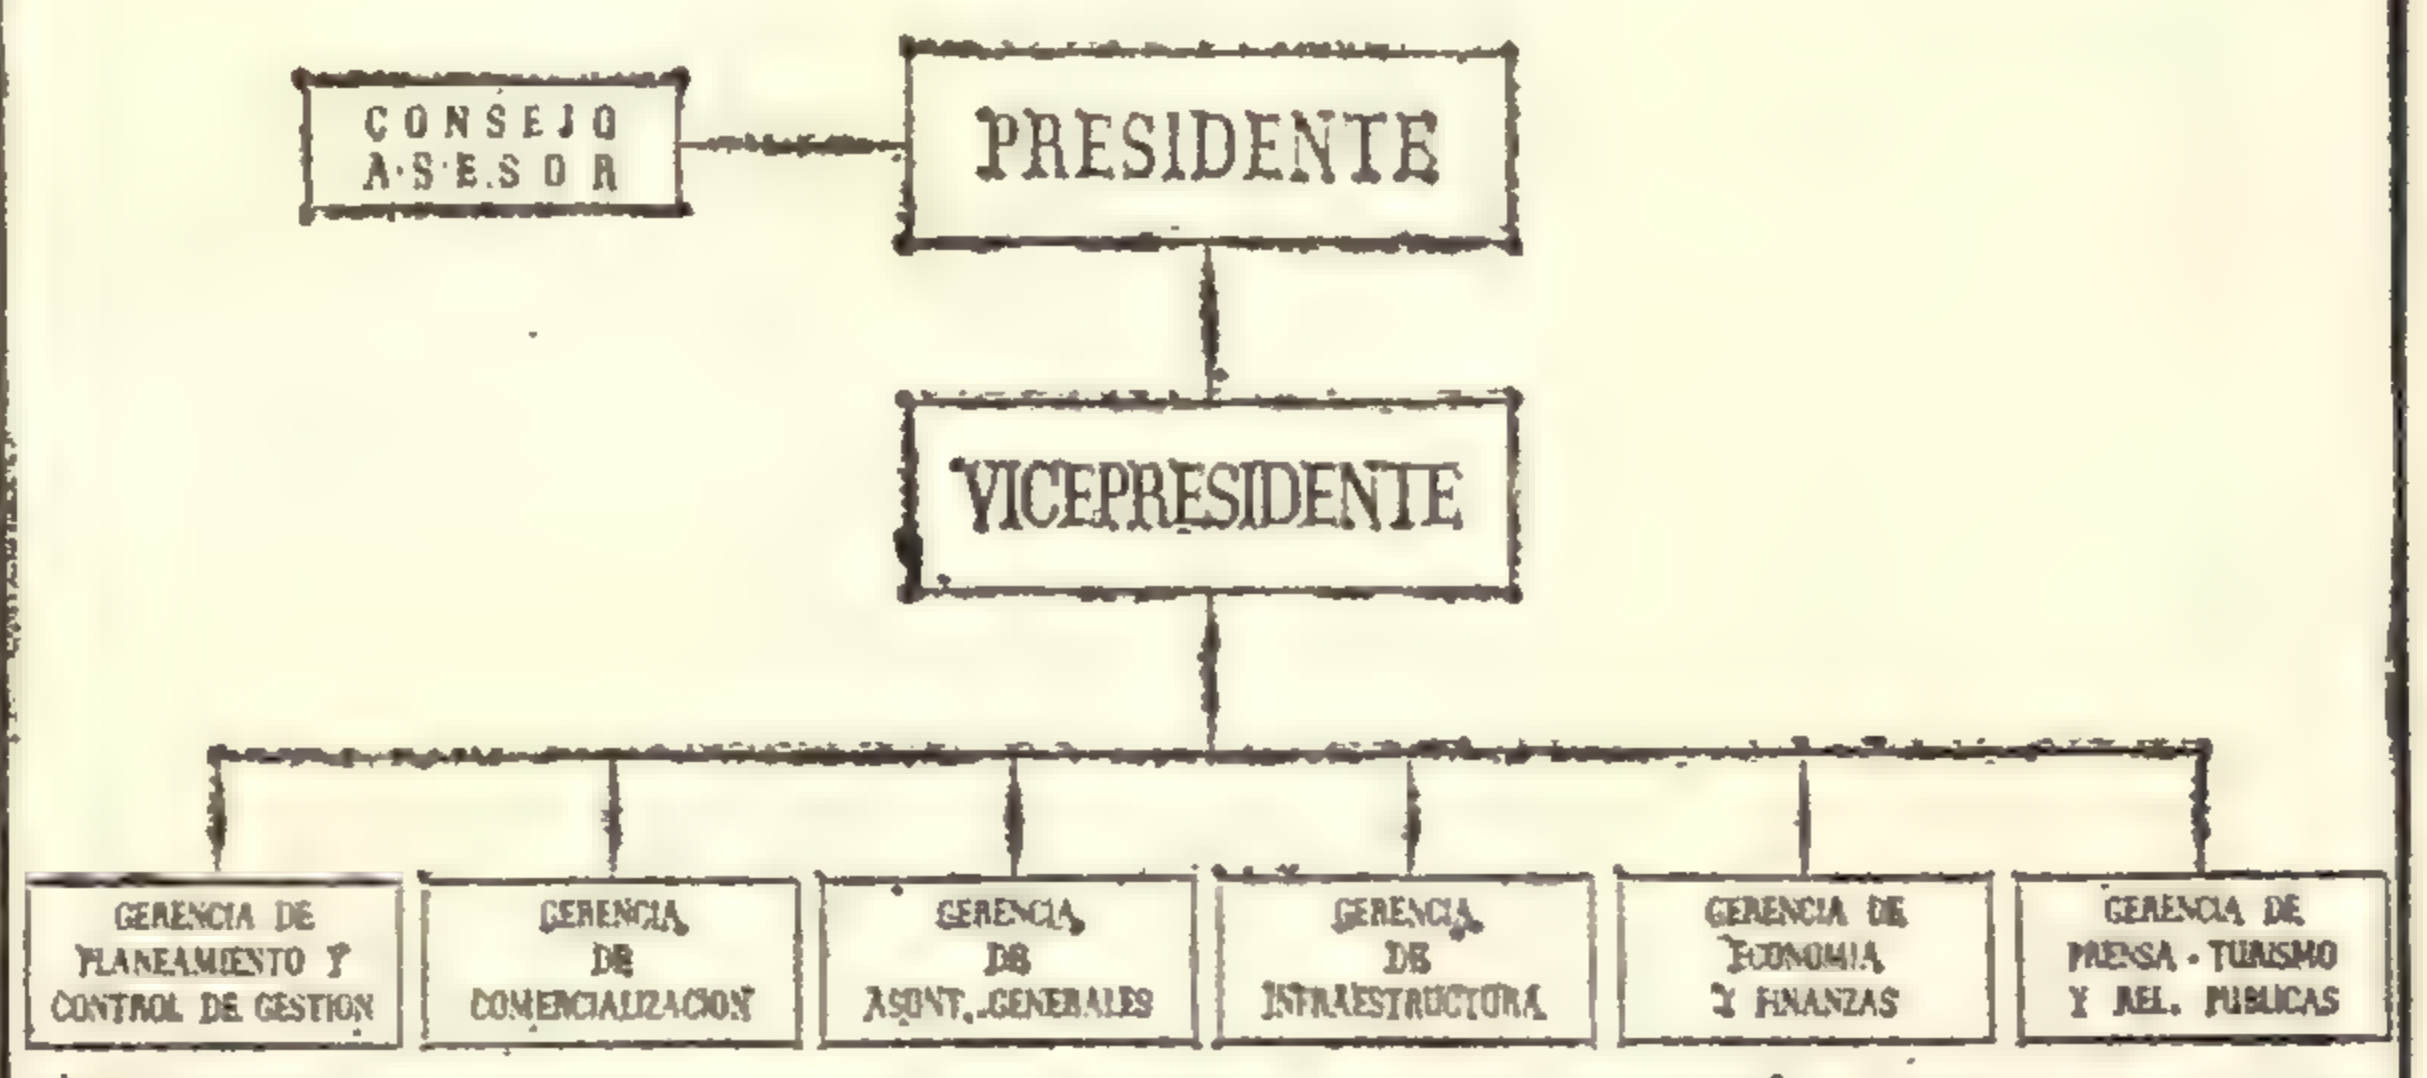 CONSEJO
ASESOR
PRESIDENTE
VICEPRESIDENTE
GERENCIA DE
PLANEAMIENTO Y
CONTROL DE GESTION
GERENCIA
DE
COMERCIALIZACION
GERENCIA
DE
ASUNT. GENERALES
GERENCIA
DE
INFRAESTRUCTURA
GERENCIA DE
ECONOMIA
Y FINANZAS
GERENCIA DE
PRENSA - TURISMO
Y REL. PUBLICAS